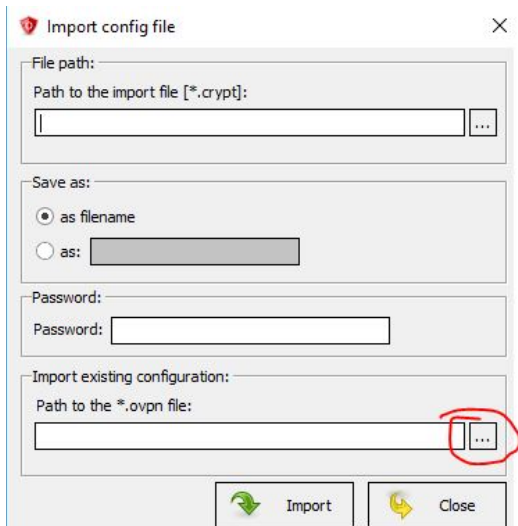 Import config file
File path:
Path to the import file [*.crypt]:
...
Save as:
as filename
as:
Password:
Password:
Import existing configuration:
Path to the *.ovpn file:
...
Import Close